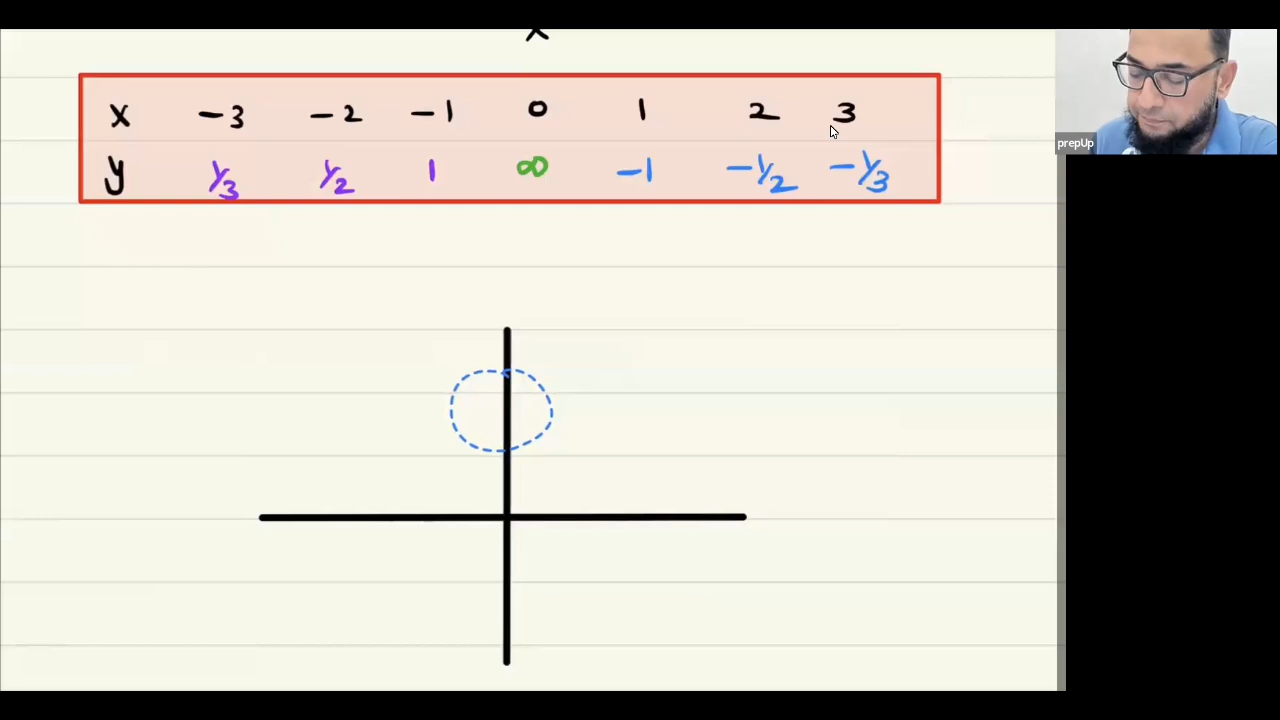 x
x -3 -2 -1 0 1 2 3
y 1/3 1/2 1 ∞ -1 -1/2 -1/3
prepUp